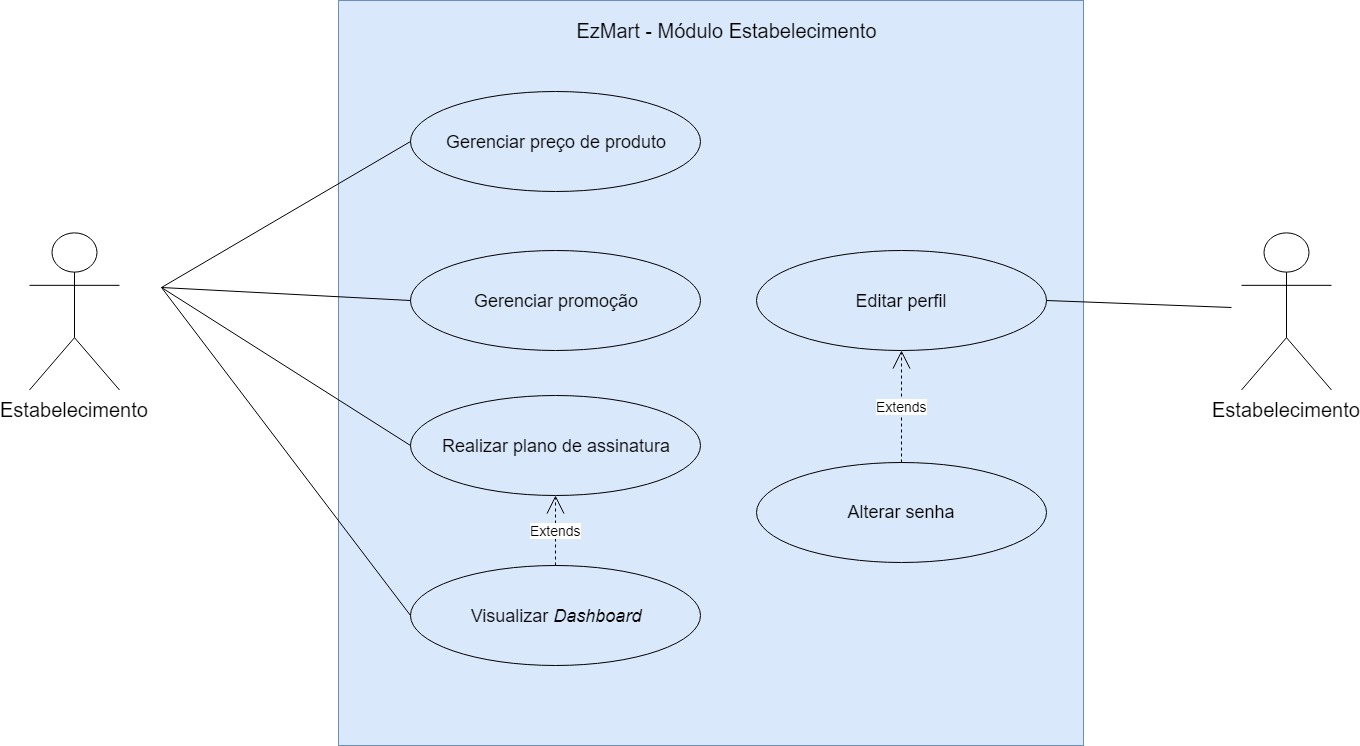 EzMart - Módulo Estabelecimento
Gerenciar preço de produto
Gerenciar promoção
Editar perfil
Extends
Estabelecimento
Estabelecimento
Realizar plano de assinatura
Alterar senha
Extends
Visualizar Dashboard